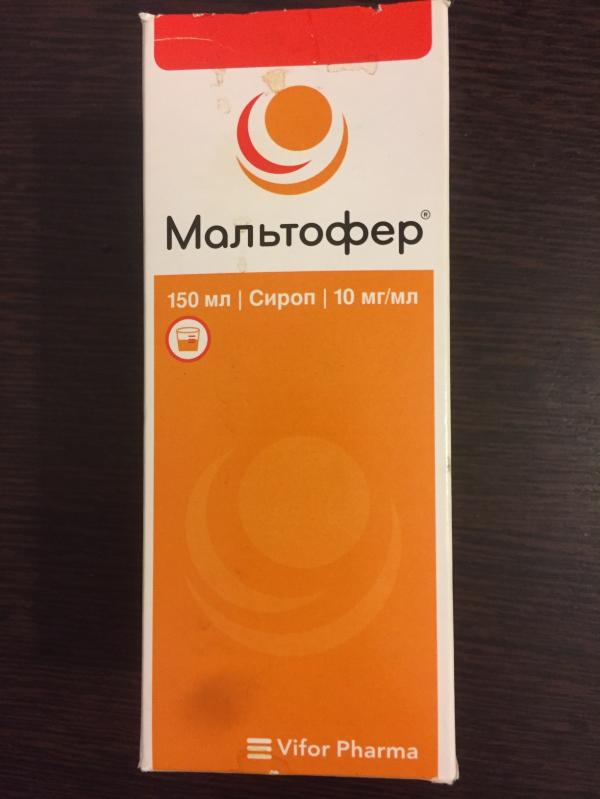 Мальтофер®
150 мл | Сироп | 10 мг/мл
Vifor Pharma